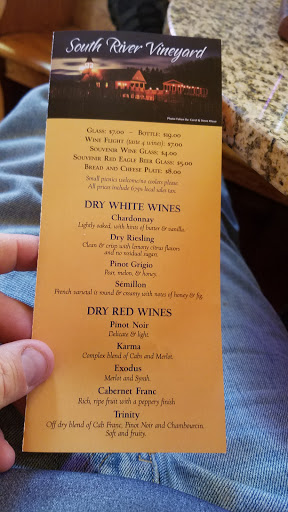 South River Vineyard
Glass: $7.00 - Bottle: $19.00
Wine Flight (taste 4 wines): $7.00
Souvenir Wine Glass: $4.00
Souvenir Red Eagle Beer Glass: $5.00
Bread and Cheese Plate: $8.00
Small picnics welcome; no coolers please
All prices include 6.75% local sales tax.
DRY WHITE WINES
Chardonnay
Lightly oaked, with hints of butter & vanilla.
Dry Riesling
Clean & crisp with lemony citrus flavors
and no residual sugar.
Pinot Grigio
Pear, melon, & honey.
Sémillon
French varietal is round & creamy with notes of honey & fig.
DRY RED WINES
Pinot Noir
Delicate & light.
Karma
Complex blend of Cabs and Merlot.
Exodus
Merlot and Syrah.
Cabernet Franc
Rich, ripe fruit with a peppery finish
Trinity
Off dry blend of Cab Franc, Pinot Noir and Chambourcin.
Soft and fruity.